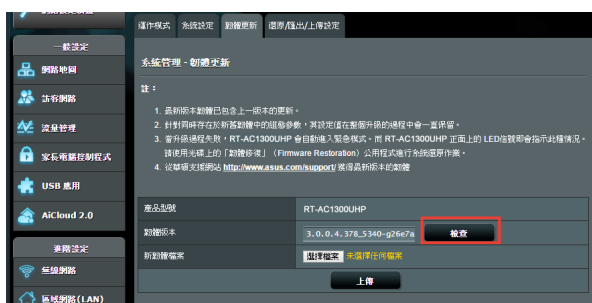 運作模式 系統設定 韌體更新 還原/匯出/上傳設定
一般設定
網路地圖
訪客網路
流量管理
家長電腦控制程式
USB 應用
AiCloud 2.0
進階設定
無線網路
區域網路(LAN)
系統管理 - 韌體更新
註：
1. 最新版本韌體已包含上一版本的更新。
2. 針對同時存在於新舊韌體中的組態參數，其設定值在整個升級的過程中會一直保留。
3. 當升級過程失敗，RT-AC1300UHP 會自動進入緊急模式。而 RT-AC1300UHP 正面上的 LED信號即會指示此種情況。
請使用光碟上的「韌體修復」（Firmware Restoration）公用程式進行系統還原作業。
4. 從華碩支援網站 http://www.asus.com/support/ 獲得最新版本的韌體
產品型號 RT-AC1300UHP
韌體版本 3.0.0.4.378_5340-g26e7a 檢查
新韌體檔案 選擇檔案 未選擇任何檔案
上傳